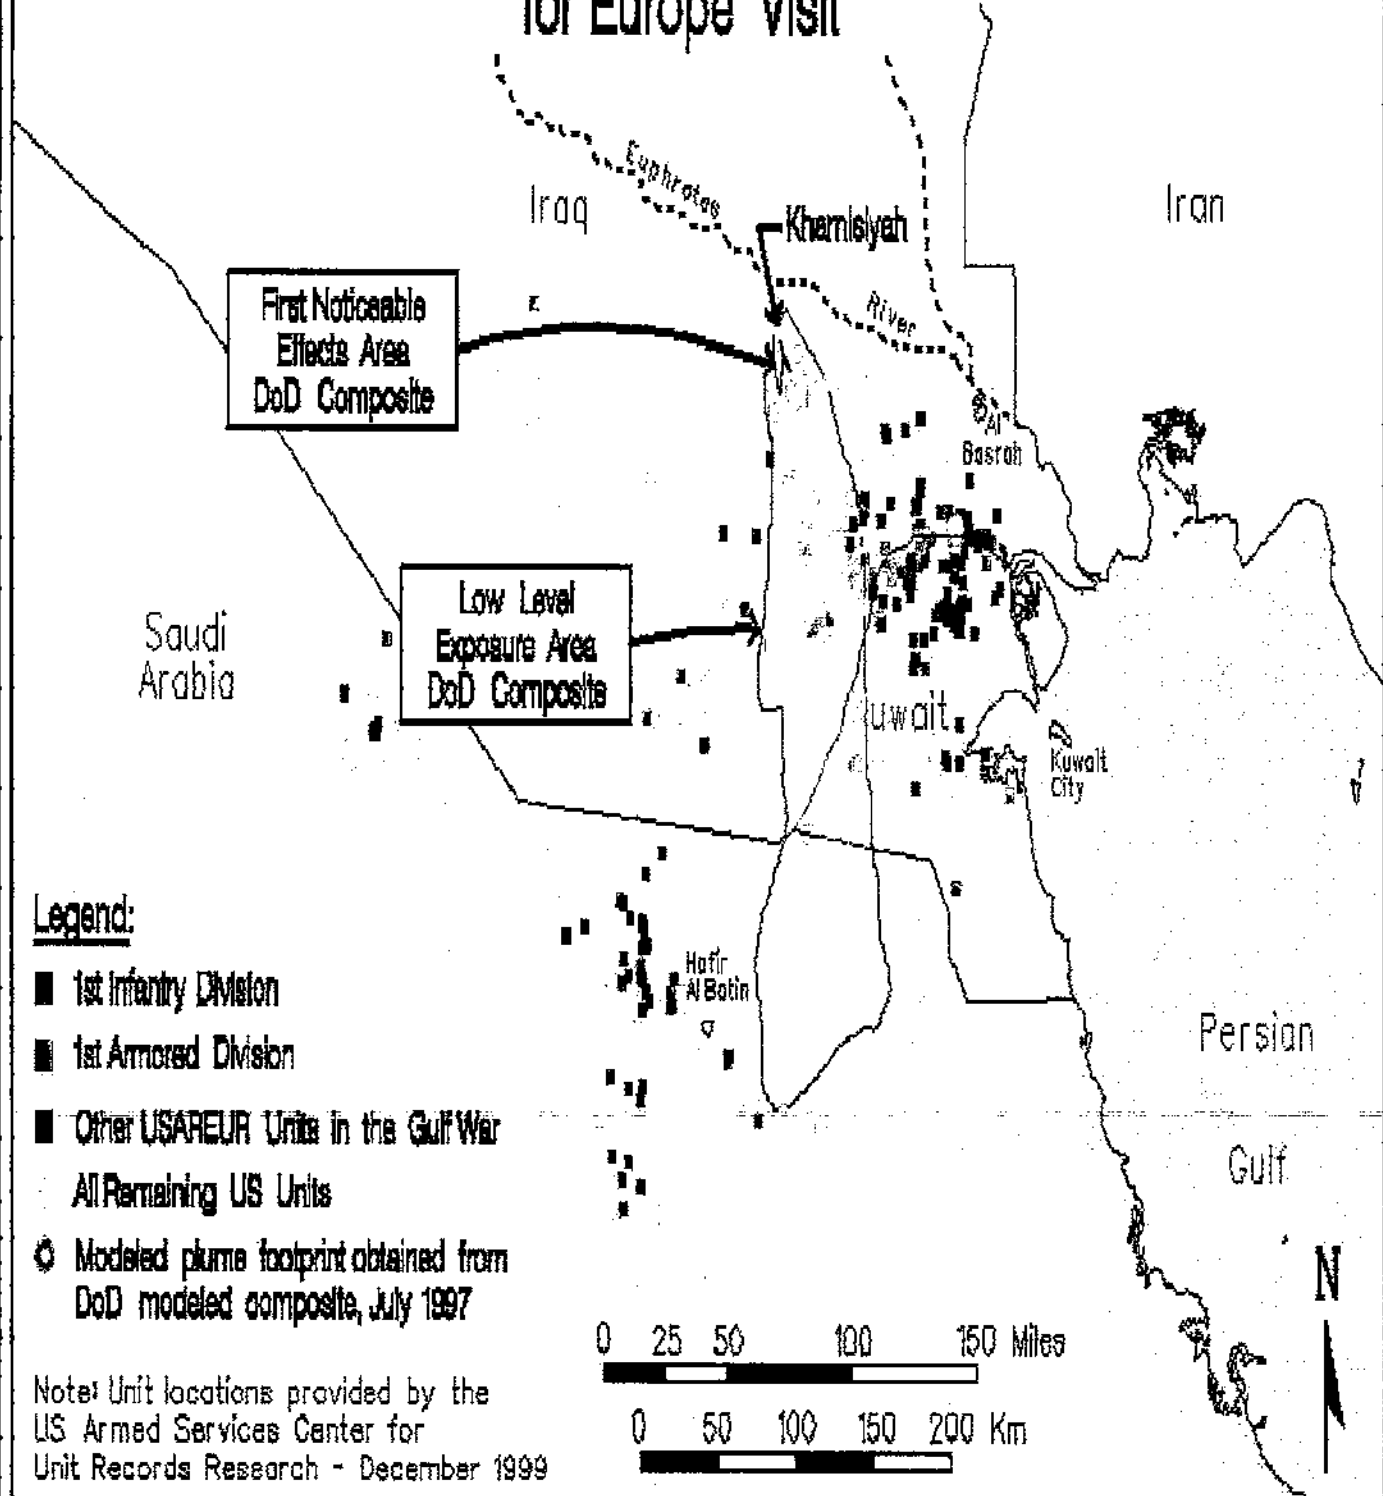 for Europe Visit
Euphrates
Iraq
Iran
Khamisiyah
First Noticeable
Effects Area
DoD Composite
River
Al
Basrah
Low Level
Exposure Area
DoD Composite
Saudi
Arabia
uwait
Kuwait
City
Legend:
1st Infantry Division
1st Armored Division
Other USAREUR Units in the Gulf War
All Remaining US Units
Modeled plume footprint obtained from
DoD modeled composite, July 1997
Hafir
Al Batin
Persian
Gulf
N
0 25 50 100 150 Miles
0 50 100 150 200 Km
Note: Unit locations provided by the
US Armed Services Center for
Unit Records Research - December 1999